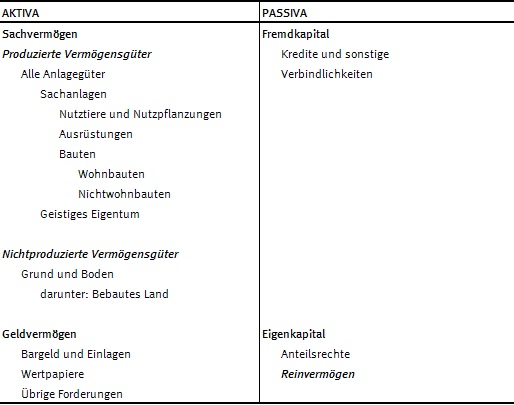 AKTIVA PASSIVA
Sachvermögen Fremdkapital
Produzierte Vermögensgüter Kredite und sonstige
Alle Anlagegüter Verbindlichkeiten
Sachanlagen
Nutztiere und Nutzpflanzungen
Ausrüstungen
Bauten
Wohnbauten
Nichtwohnbauten
Geistiges Eigentum
Nichtproduzierte Vermögensgüter
Grund und Boden
darunter: Bebautes Land
Geldvermögen Eigenkapital
Bargeld und Einlagen Anteilsrechte
Wertpapiere Reinvermögen
Übrige Forderungen